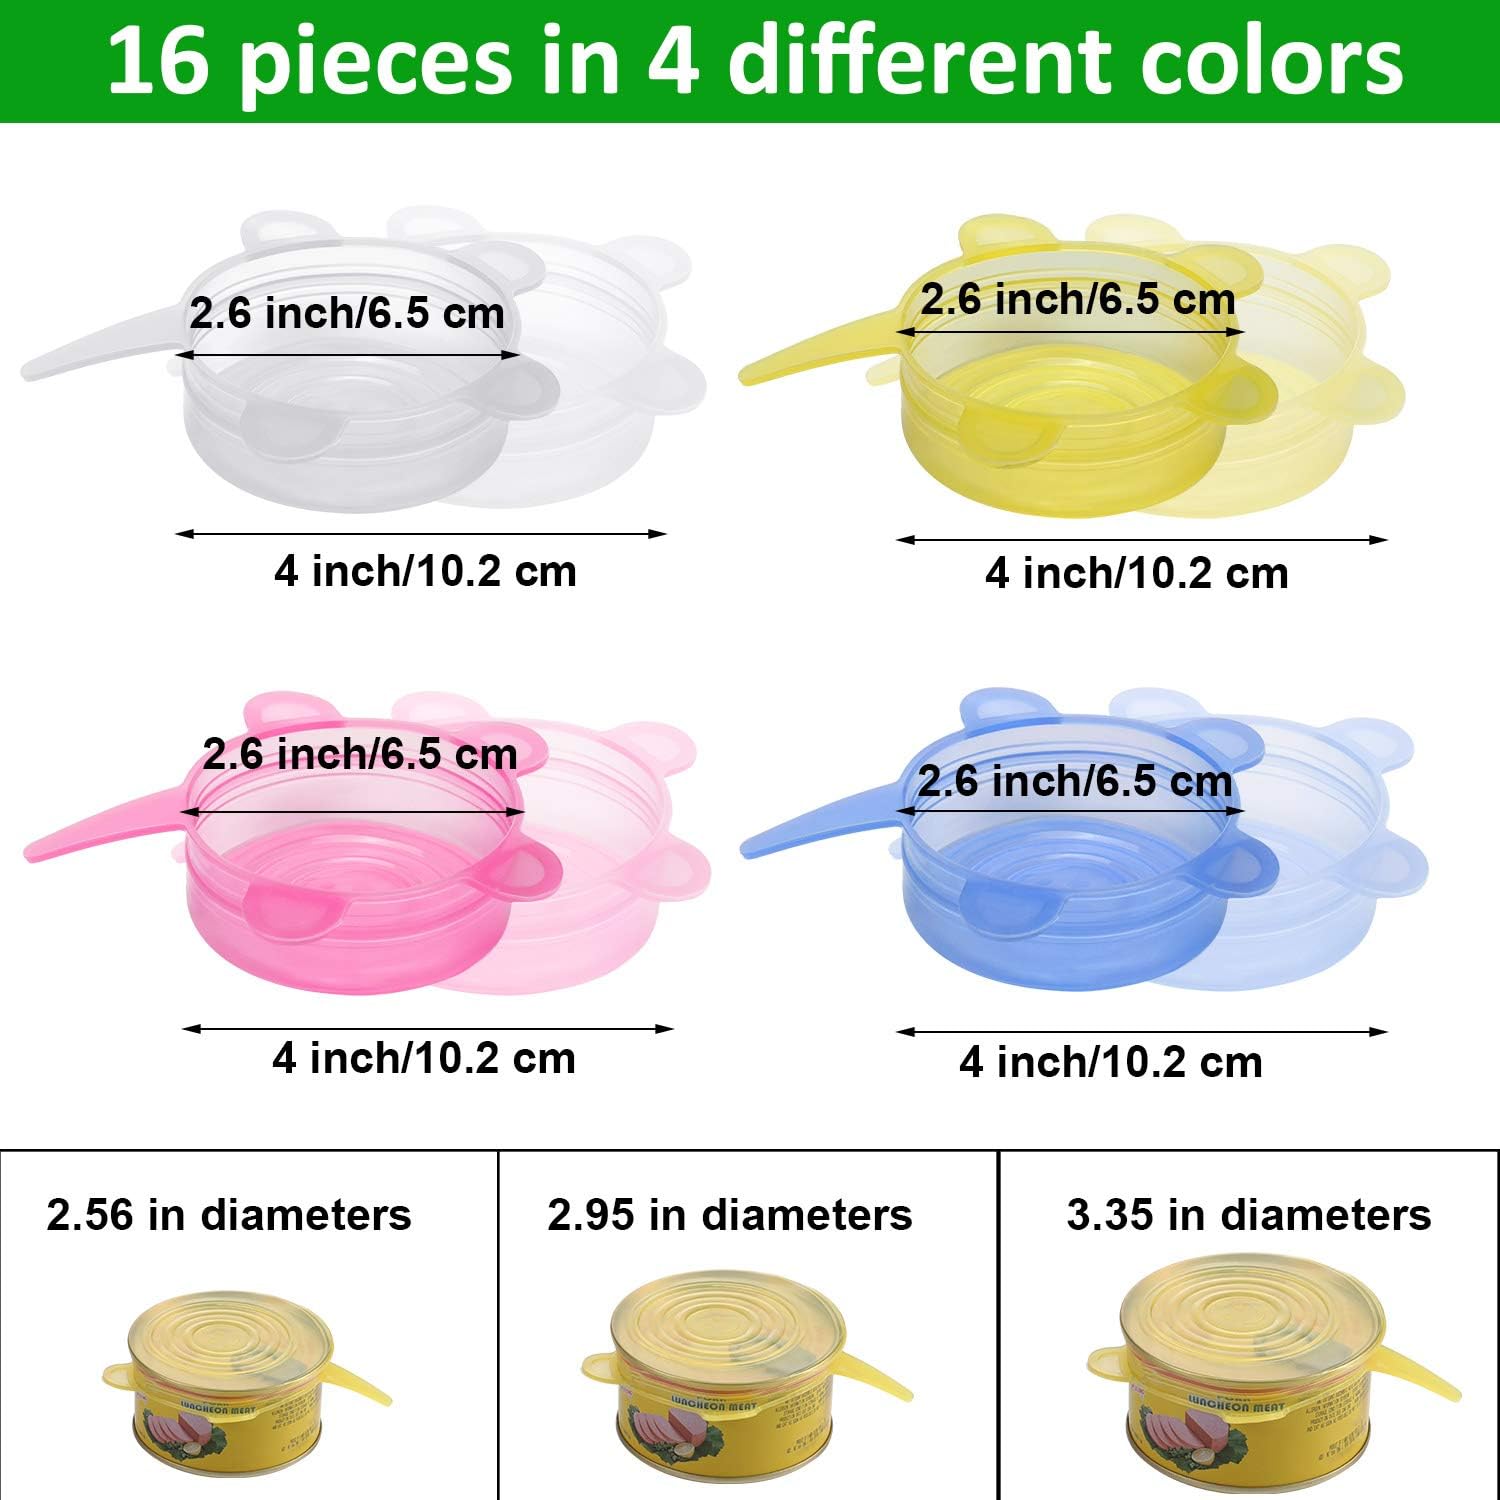 16 pieces in 4 different colors
2.6 inch/6.5 cm
2.6 inch/6.5 cm
4 inch/10.2 cm
4 inch/10.2 cm
2.6 inch/6.5 cm
2.6 inch/6.5 cm
4 inch/10.2 cm
4 inch/10.2 cm
2.56 in diameters
2.95 in diameters
3.35 in diameters
PORK
LUNCHEON MEAT
PORK
LUNCHEON MEAT
PORK
LUNCHEON MEAT